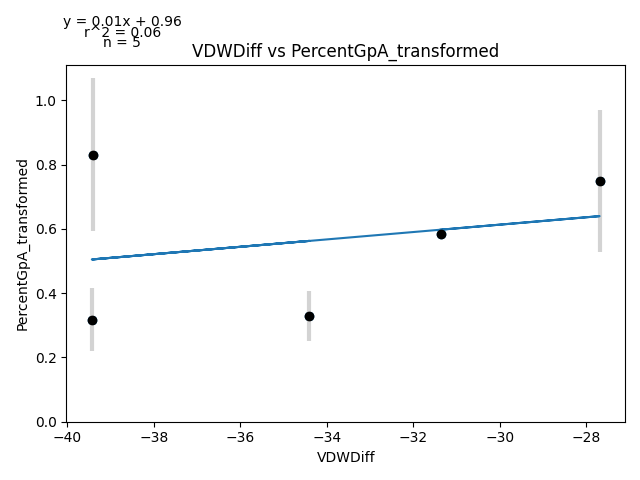 y = 0.01x + 0.96
r^2 = 0.06
n = 5
VDWDiff vs PercentGpA_transformed
PercentGpA_transformed
1.0
0.8
0.6
0.4
0.2
0.0
−40
−38
−36
−34
−32
−30
−28
VDWDiff